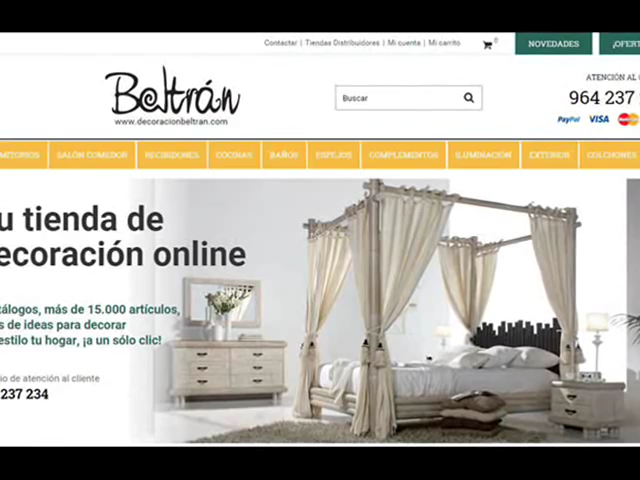 Contactar | Tiendas Distribuidores | Mi cuenta | Mi carrito
0
NOVEDADES
¡OFERT
Beltrán
www.decoracionbeltran.com
Buscar
ATENCIÓN AL
964 237
PayPal VISA MasterCard
MITORIOS SALÓN COMEDOR RECIBIDORES COCINAS BAÑOS ESPEJOS COMPLEMENTOS ILUMINACIÓN EXTERIOR COLCHONES
u tienda de
ecoración online
tálogos, más de 15.000 artículos,
s de ideas para decorar
estilo tu hogar, ¡a un sólo clic!
io de atención al cliente
237 234